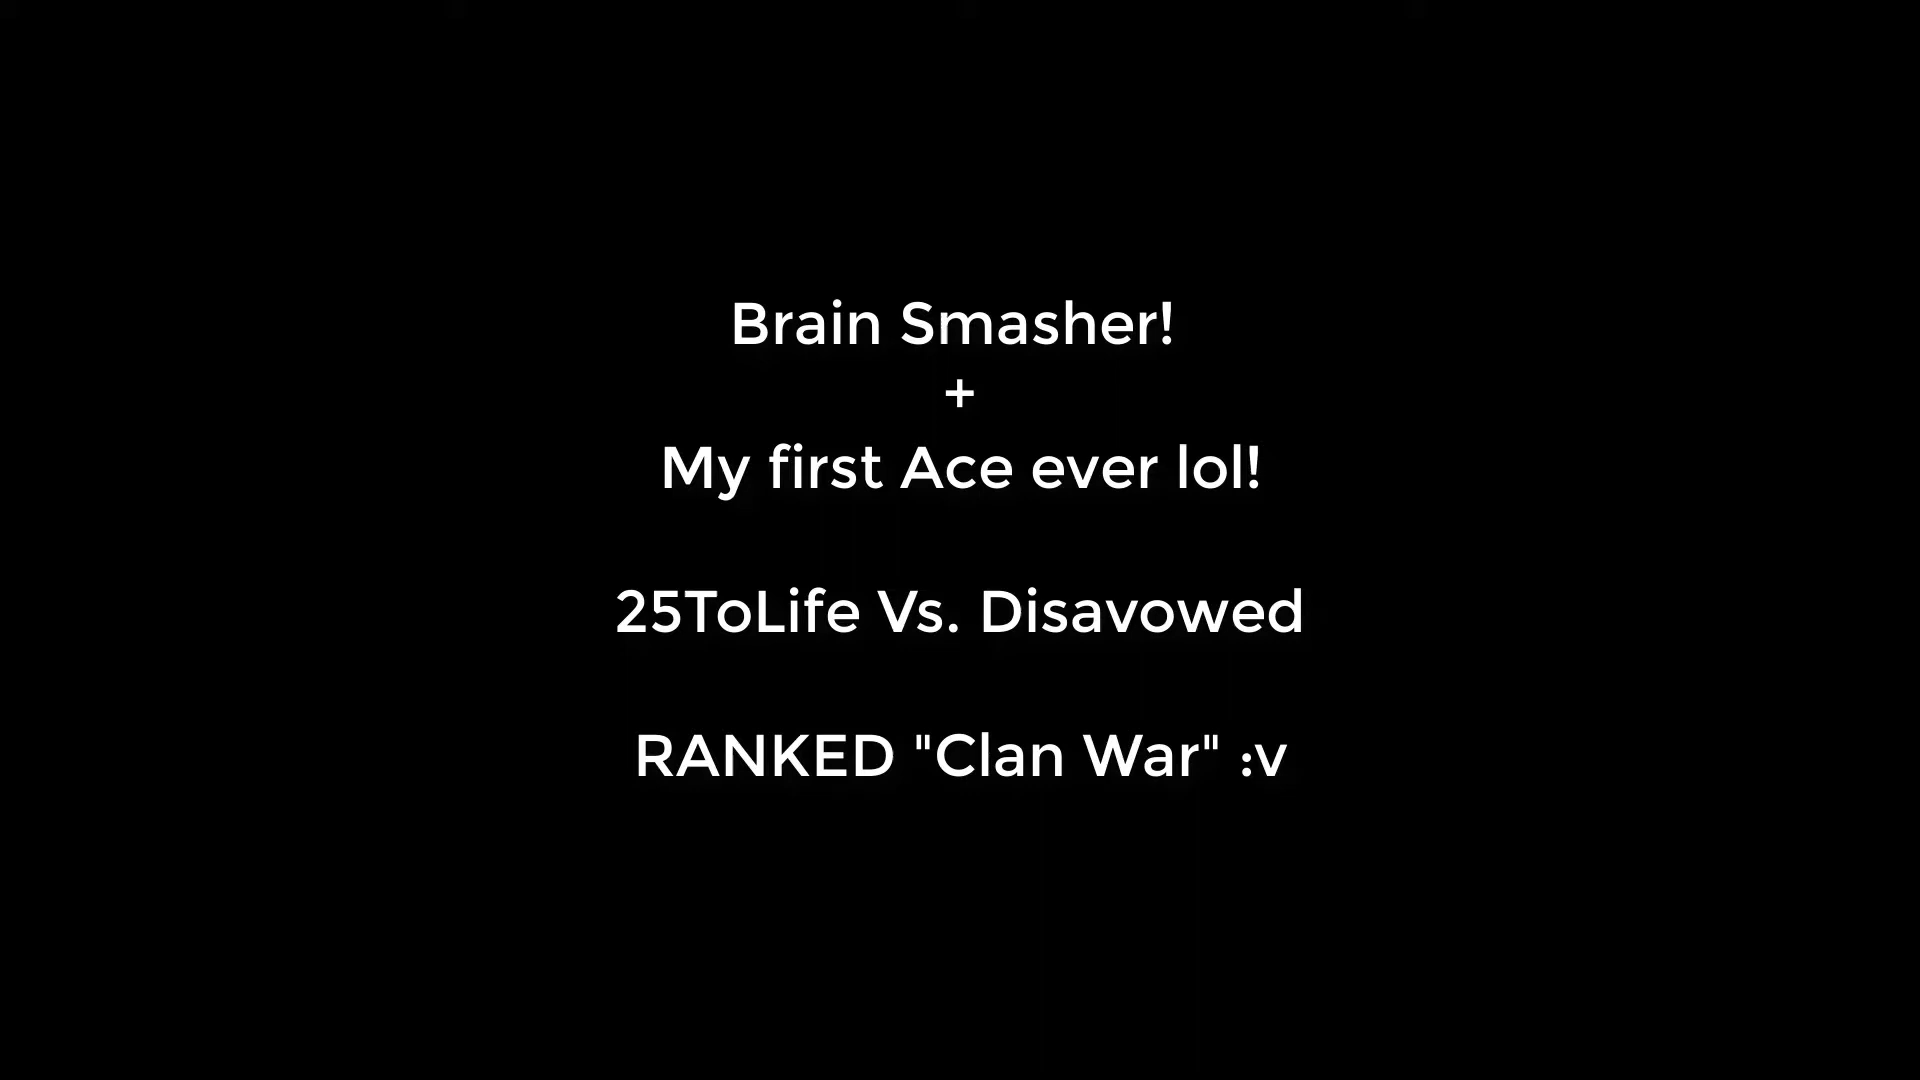 Brain Smasher!
+
My first Ace ever lol!
25ToLife Vs. Disavowed
RANKED "Clan War" :v